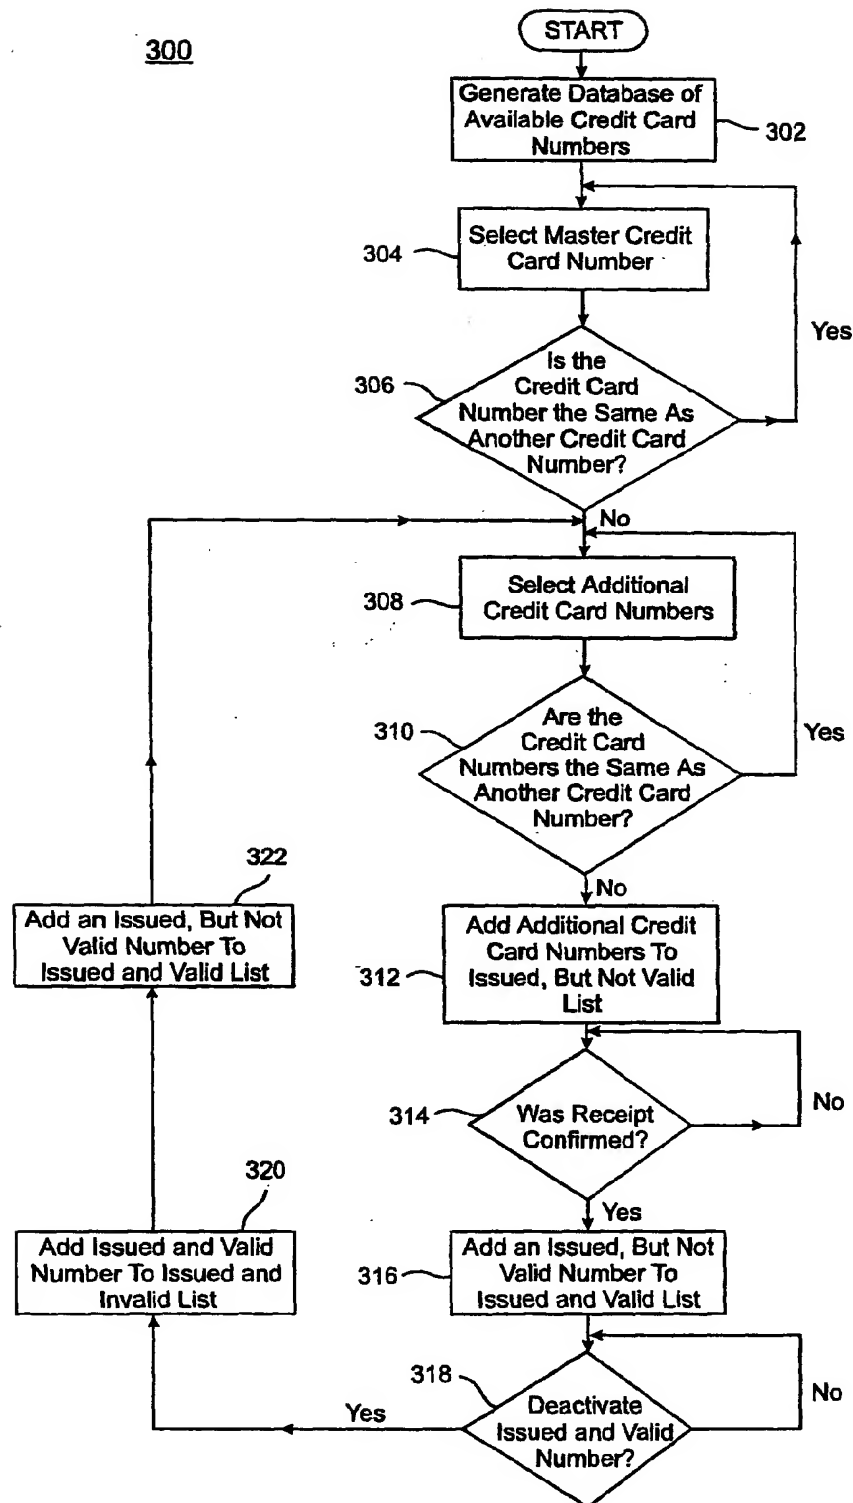 300
START
Generate Database of
Available Credit Card
Numbers
302
Select Master Credit
Card Number
304
Yes
Is the
Credit Card
Number the Same As
Another Credit Card
Number?
306
No
Select Additional
Credit Card Numbers
308
Are the
Credit Card
Numbers the Same As
Another Credit Card
Number?
310
Yes
No
322
Add an Issued, But Not
Valid Number To
Issued and Valid List
Add Additional Credit
Card Numbers To
Issued, But Not Valid
List
312
Was Receipt
Confirmed?
314
No
Yes
320
Add Issued and Valid
Number To Issued and
Invalid List
Add an Issued, But Not
Valid Number To
Issued and Valid List
316
318
Deactivate
Issued and Valid
Number?
No
Yes